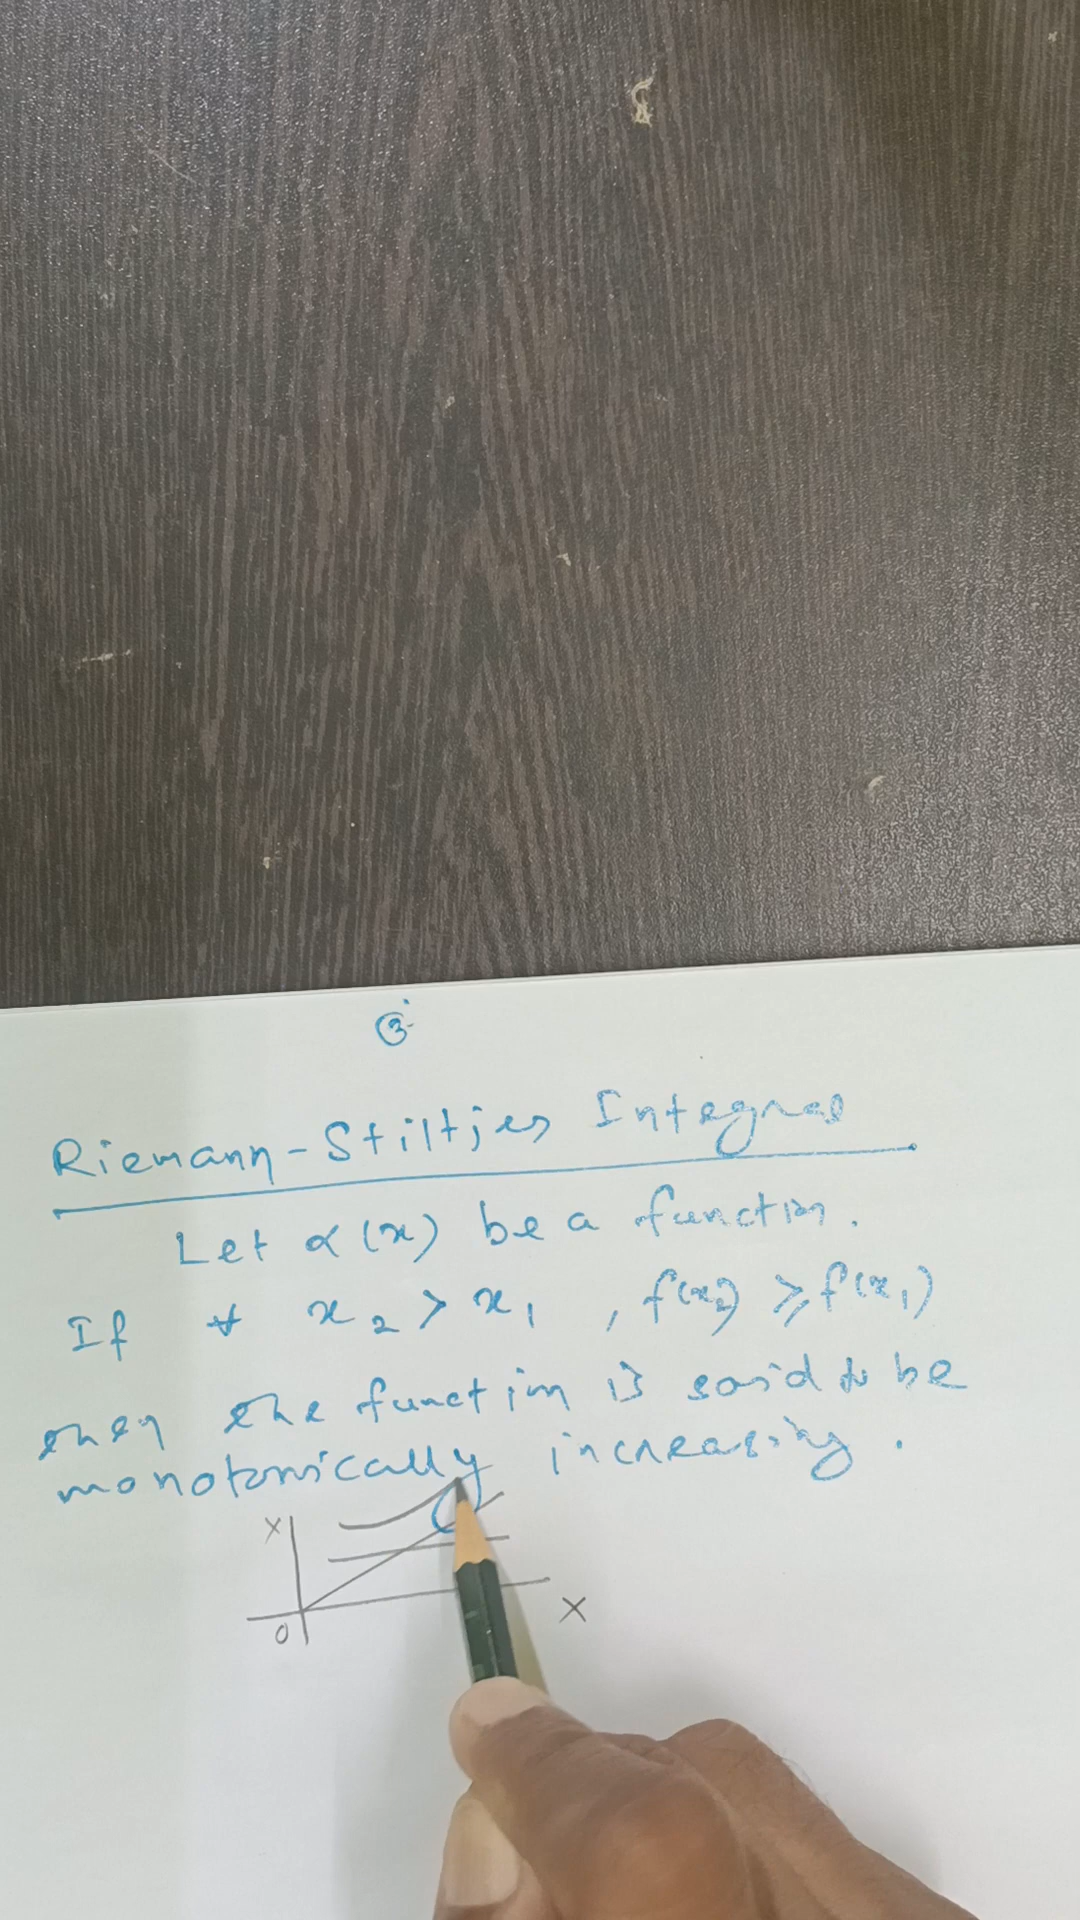 ③
Riemann-Stiltjes Integral
Let α(x) be a function.
If ∀ x₂ > x₁ , f(x₂) ≥ f(x₁)
then the function is said to be
monotonically increasing.
X
X
O